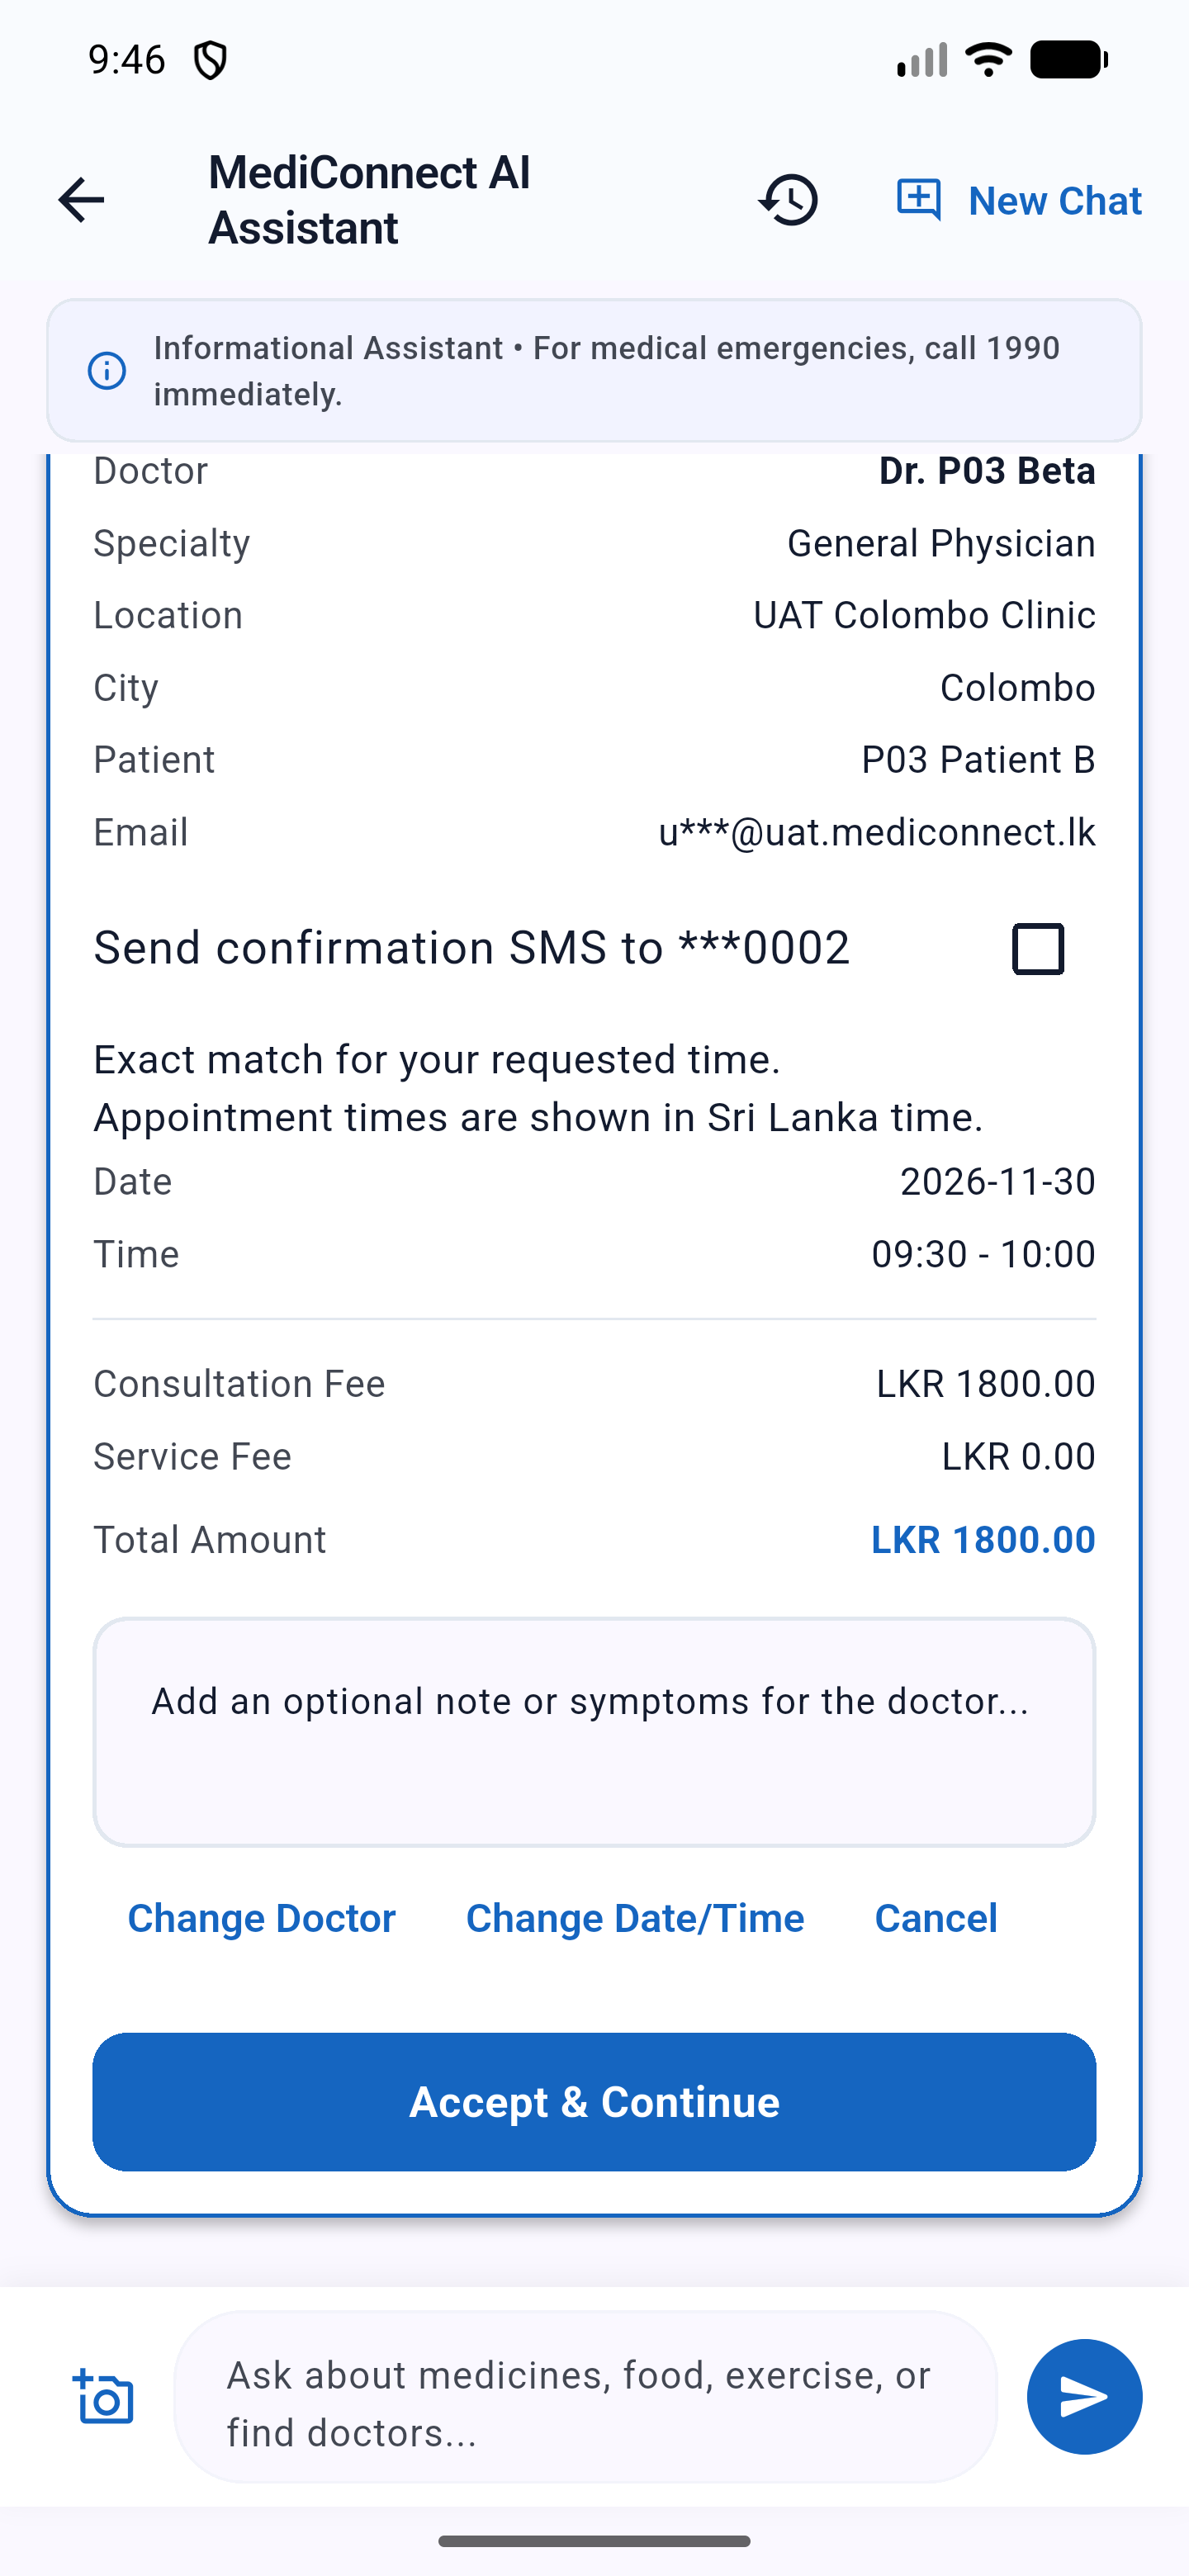 9:46
MediConnect AI
Assistant
New Chat
Informational Assistant • For medical emergencies, call 1990
immediately.
Doctor Dr. P03 Beta
Specialty General Physician
Location UAT Colombo Clinic
City Colombo
Patient P03 Patient B
Email u***@uat.mediconnect.lk
Send confirmation SMS to ***0002
Exact match for your requested time.
Appointment times are shown in Sri Lanka time.
Date 2026-11-30
Time 09:30 - 10:00
Consultation Fee LKR 1800.00
Service Fee LKR 0.00
Total Amount LKR 1800.00
Add an optional note or symptoms for the doctor...
Change Doctor Change Date/Time Cancel
Accept & Continue
Ask about medicines, food, exercise, or
find doctors...